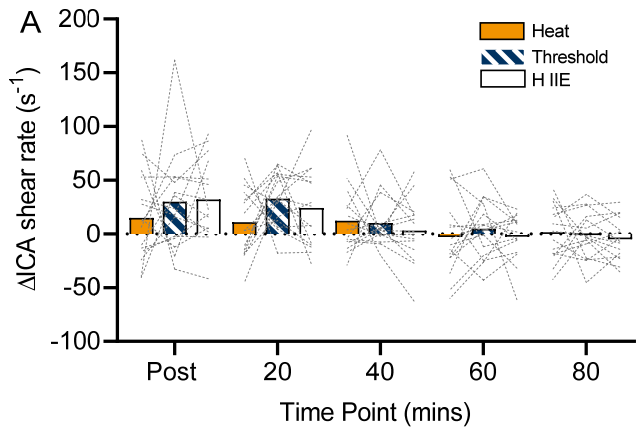 A
Heat
Threshold
H IIE
ΔICA shear rate (s⁻¹)
200
150
100
50
0
-50
-100
Post 20 40 60 80
Time Point (mins)